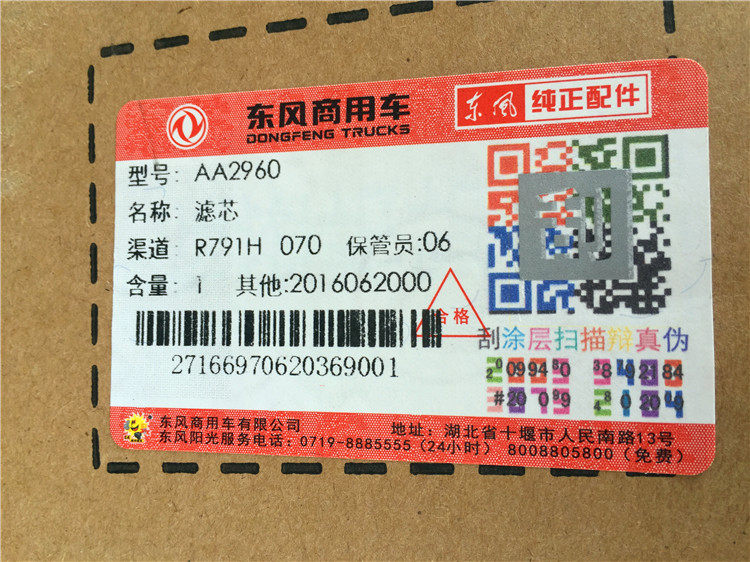 东风商用车
DONGFENG TRUCKS
东风 纯正配件
型号: AA2960
名称: 滤芯
渠道: R791H 070 保管员:06
含量: 1 其他:2016062000
合格
27166970620369001
刮涂层扫描辩真伪
东风商用车有限公司 地址: 湖北省十堰市人民南路13号
东风阳光服务电话: 0719-8885555 (24小时) 8008805800 (免费)